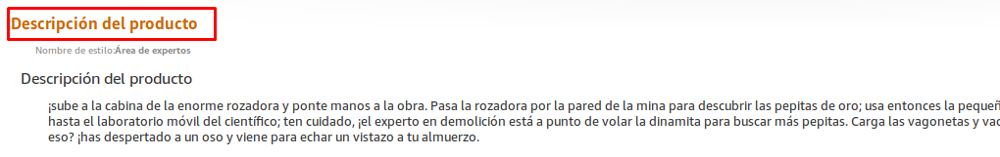 Descripción del producto
Nombre de estilo:Área de expertos
Descripción del producto
¡sube a la cabina de la enorme rozadora y ponte manos a la obra. Pasa la rozadora por la pared de la mina para descubrir las pepitas de oro; usa entonces la
hasta el laboratorio móvil del científico; ten cuidado, ¡el experto en demolición está a punto de volar la dinamita para buscar más pepitas. Carga las vagonetas y
eso? ¡has despertado a un oso y viene para echar un vistazo a tu almuerzo.